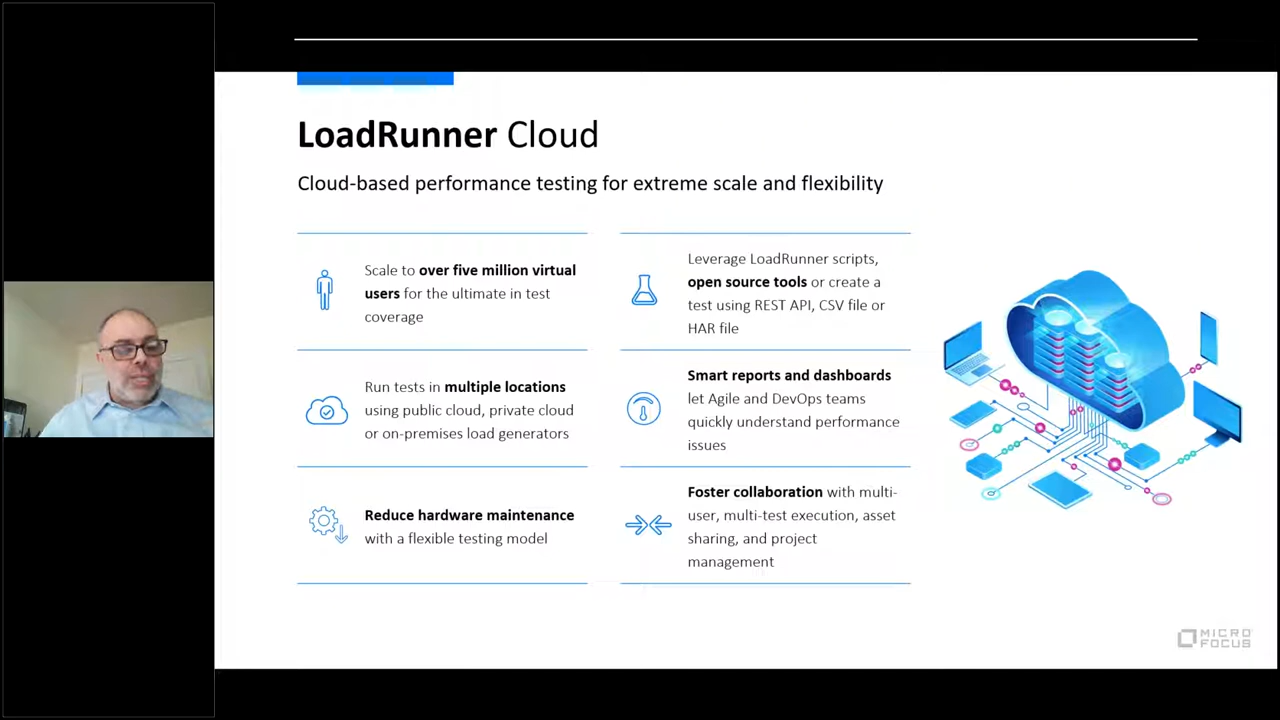 LoadRunner Cloud
Cloud-based performance testing for extreme scale and flexibility
Scale to over five million virtual
users for the ultimate in test
coverage
Run tests in multiple locations
using public cloud, private cloud
or on-premises load generators
Reduce hardware maintenance
with a flexible testing model
Leverage LoadRunner scripts,
open source tools or create a
test using REST API, CSV file or
HAR file
Smart reports and dashboards
let Agile and DevOps teams
quickly understand performance
issues
Foster collaboration with multi-
user, multi-test execution, asset
sharing, and project
management
MICRO
FOCUS